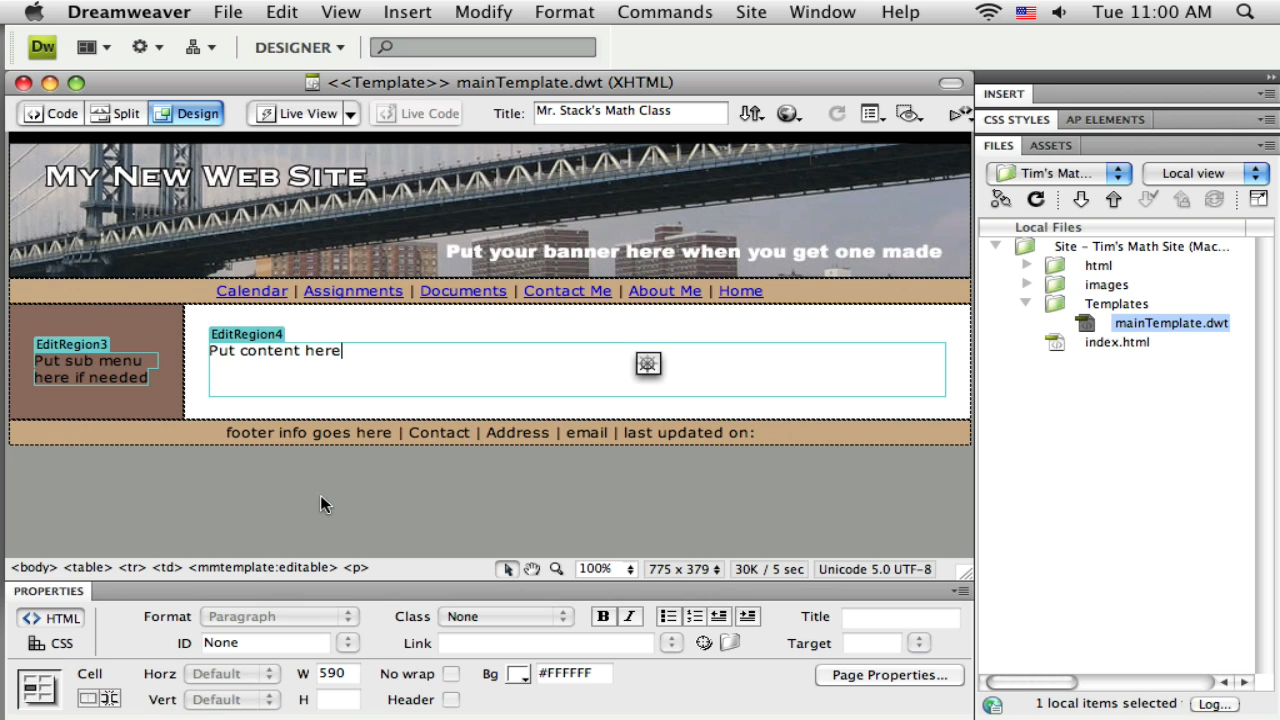 Dreamweaver File Edit View Insert Modify Format Commands Site Window Help Tue 11:00 AM
Dw DESIGNER
<<Template>> mainTemplate.dwt (XHTML)
Code Split Design Live View Live Code Title: Mr. Stack's Math Class
My New Web Site
Put your banner here when you get one made
Calendar | Assignments | Documents | Contact Me | About Me | Home
EditRegion3
Put sub menu
here if needed
EditRegion4
Put content here
footer info goes here | Contact | Address | email | last updated on:
<body> <table> <tr> <td> <mmtemplate:editable> <p> 100% 775 x 379 30K / 5 sec Unicode 5.0 UTF-8
PROPERTIES
<> HTML Format Paragraph Class None B I Title
CSS ID None Link Target
Cell Horz Default W 590 No wrap Bg #FFFFFF Page Properties...
Vert Default H Header
INSERT
CSS STYLES AP ELEMENTS
FILES ASSETS
Tim's Mat... Local view
Local Files
Site – Tim's Math Site (Mac...
html
images
Templates
mainTemplate.dwt
index.html
1 local items selected Log...